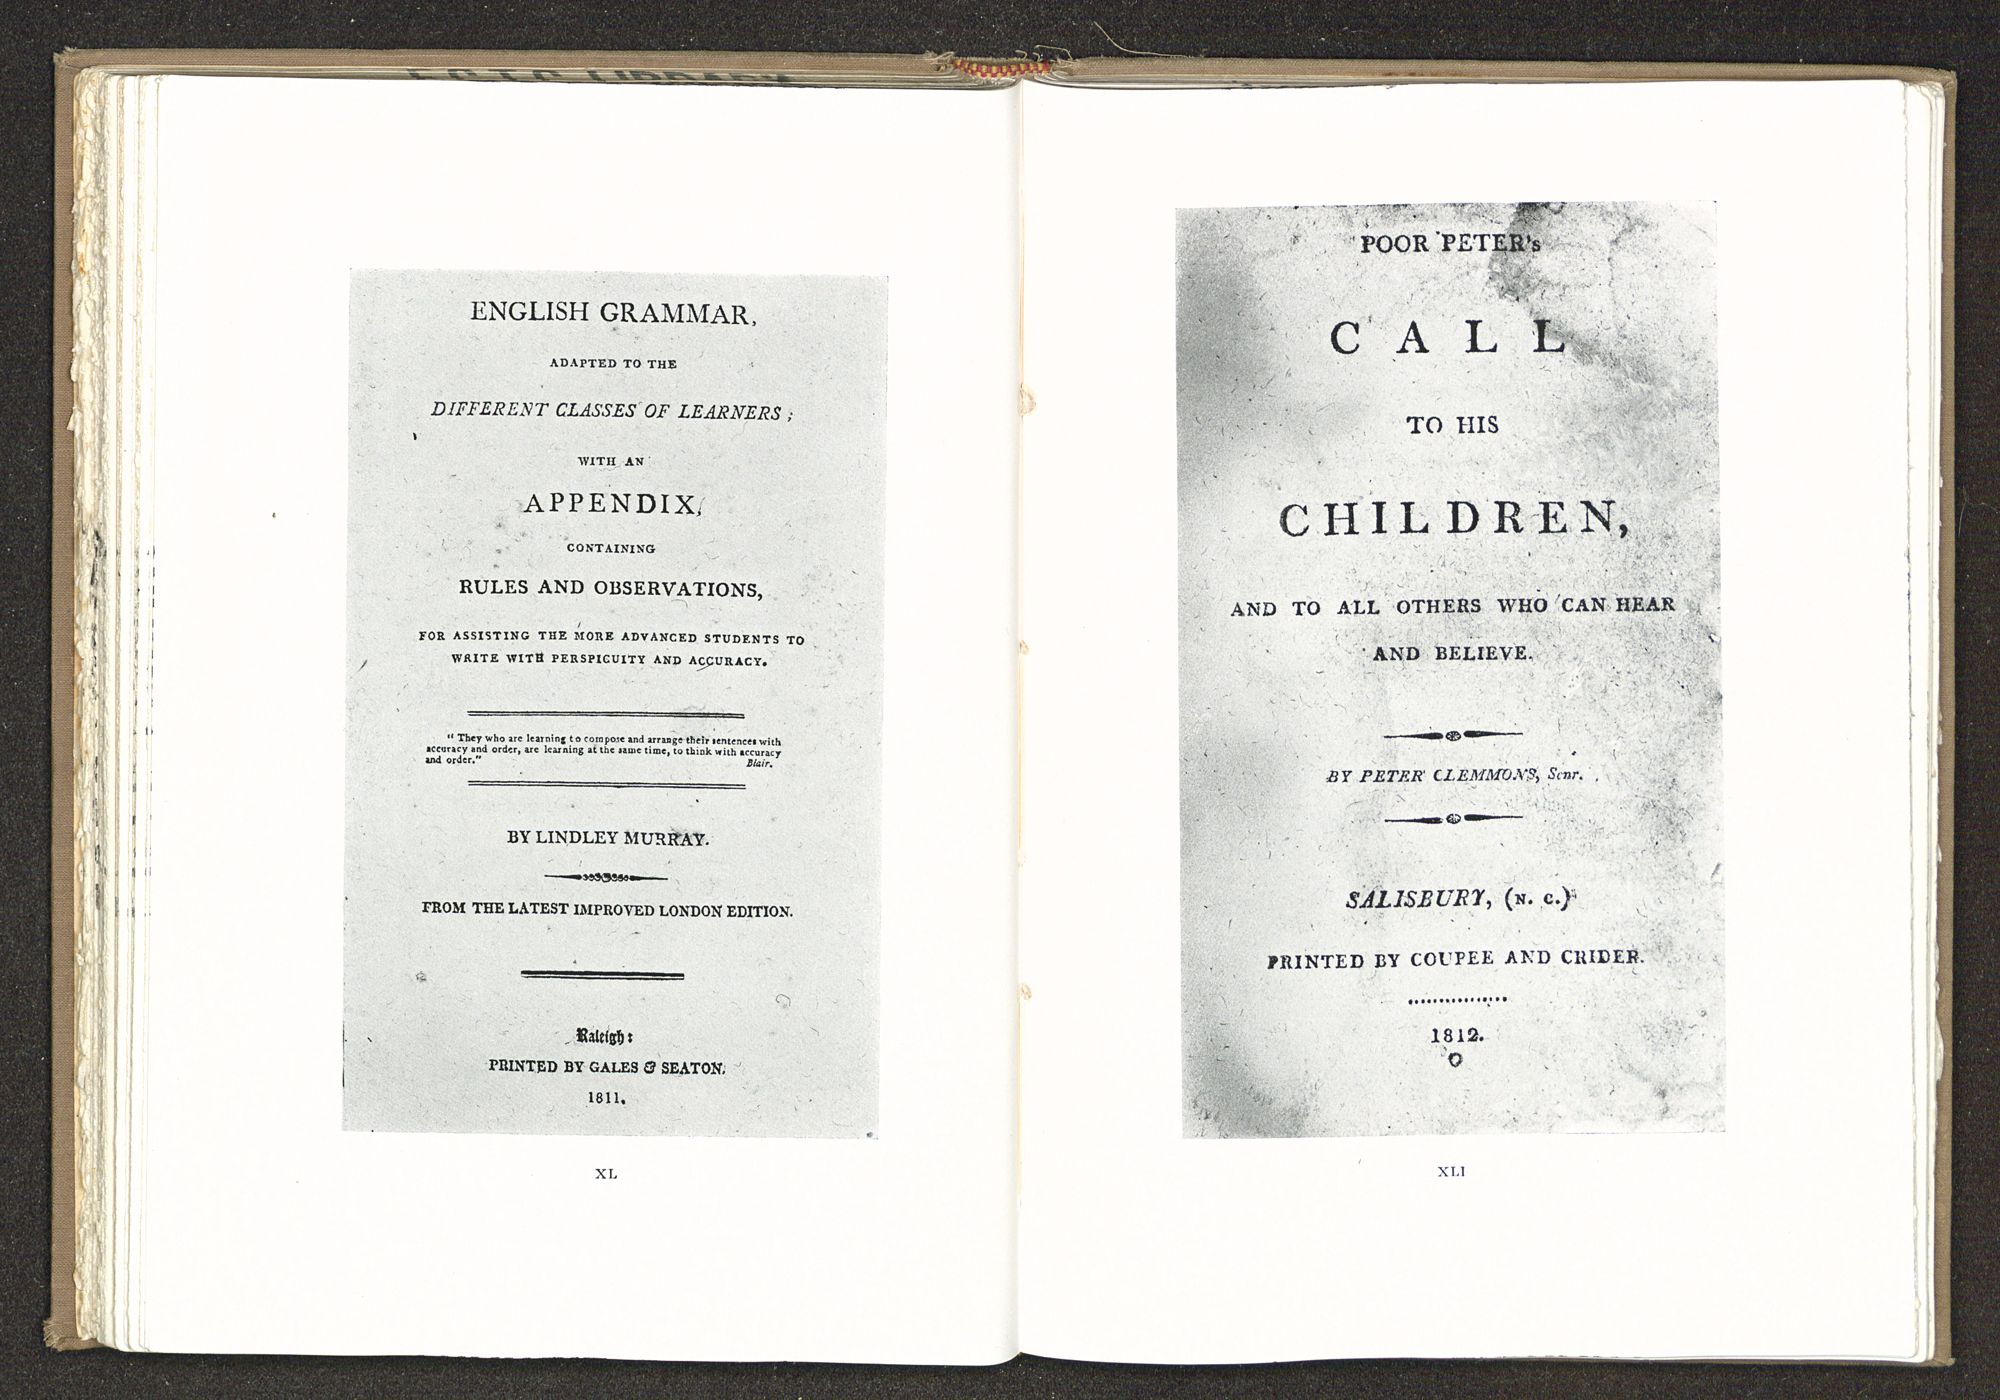 ENGLISH GRAMMAR,
ADAPTED TO THE
DIFFERENT CLASSES OF LEARNERS;
WITH AN
APPENDIX,
CONTAINING
RULES AND OBSERVATIONS,
FOR ASSISTING THE MORE ADVANCED STUDENTS TO
WRITE WITH PERSPICUITY AND ACCURACY.
"They who are learning to compose and arrange their sentences with
accuracy and order, are learning at the same time, to think with accuracy
and order." Blair.
BY LINDLEY MURRAY.
FROM THE LATEST IMPROVED LONDON EDITION.
Raleigh:
PRINTED BY GALES & SEATON.
1811.
XL
POOR PETER's
CALL
TO HIS
CHILDREN,
AND TO ALL OTHERS WHO CAN HEAR
AND BELIEVE.
BY PETER CLEMMONS, Senr.
SALISBURY, (N. C.)
PRINTED BY COUPEE AND CRIDER.
1812.
XLI